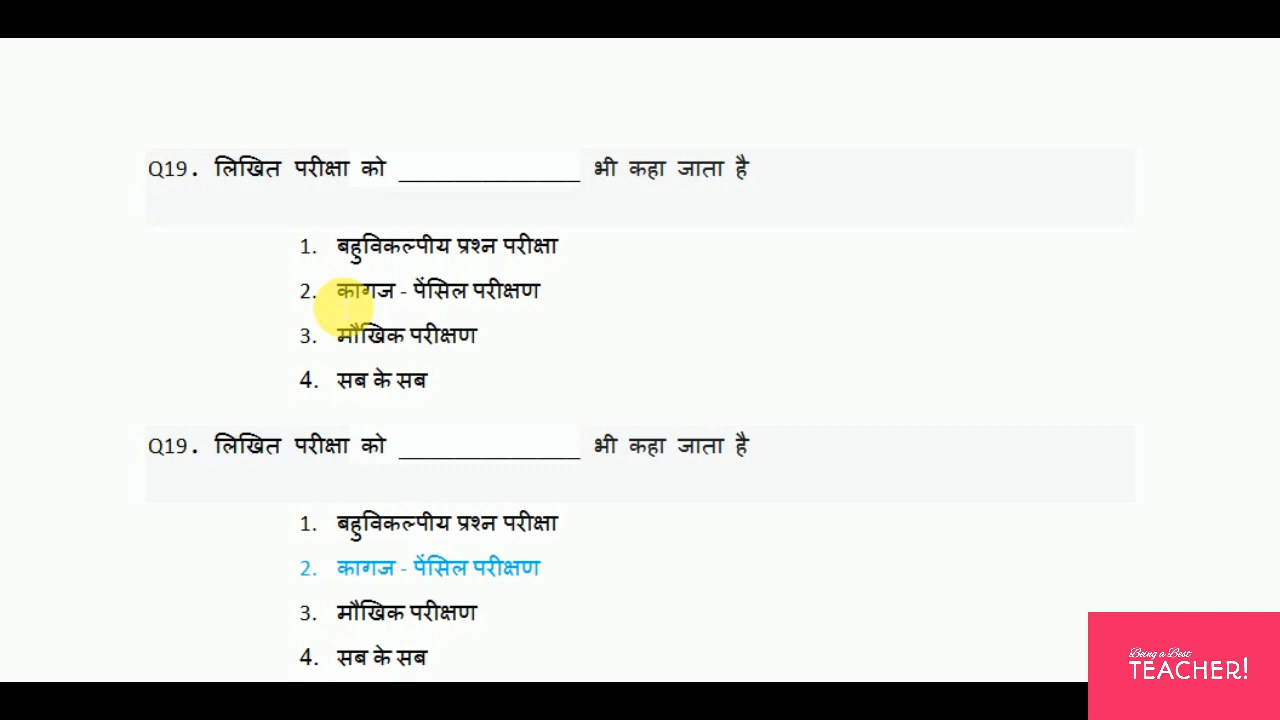 Q19. लिखित परीक्षा को ______________ भी कहा जाता है
1. बहुविकल्पीय प्रश्न परीक्षा
2. कागज - पेंसिल परीक्षण
3. मौखिक परीक्षण
4. सब के सब
Q19. लिखित परीक्षा को ______________ भी कहा जाता है
1. बहुविकल्पीय प्रश्न परीक्षा
2. कागज - पेंसिल परीक्षण
3. मौखिक परीक्षण
4. सब के सब
Being a Best
TEACHER!